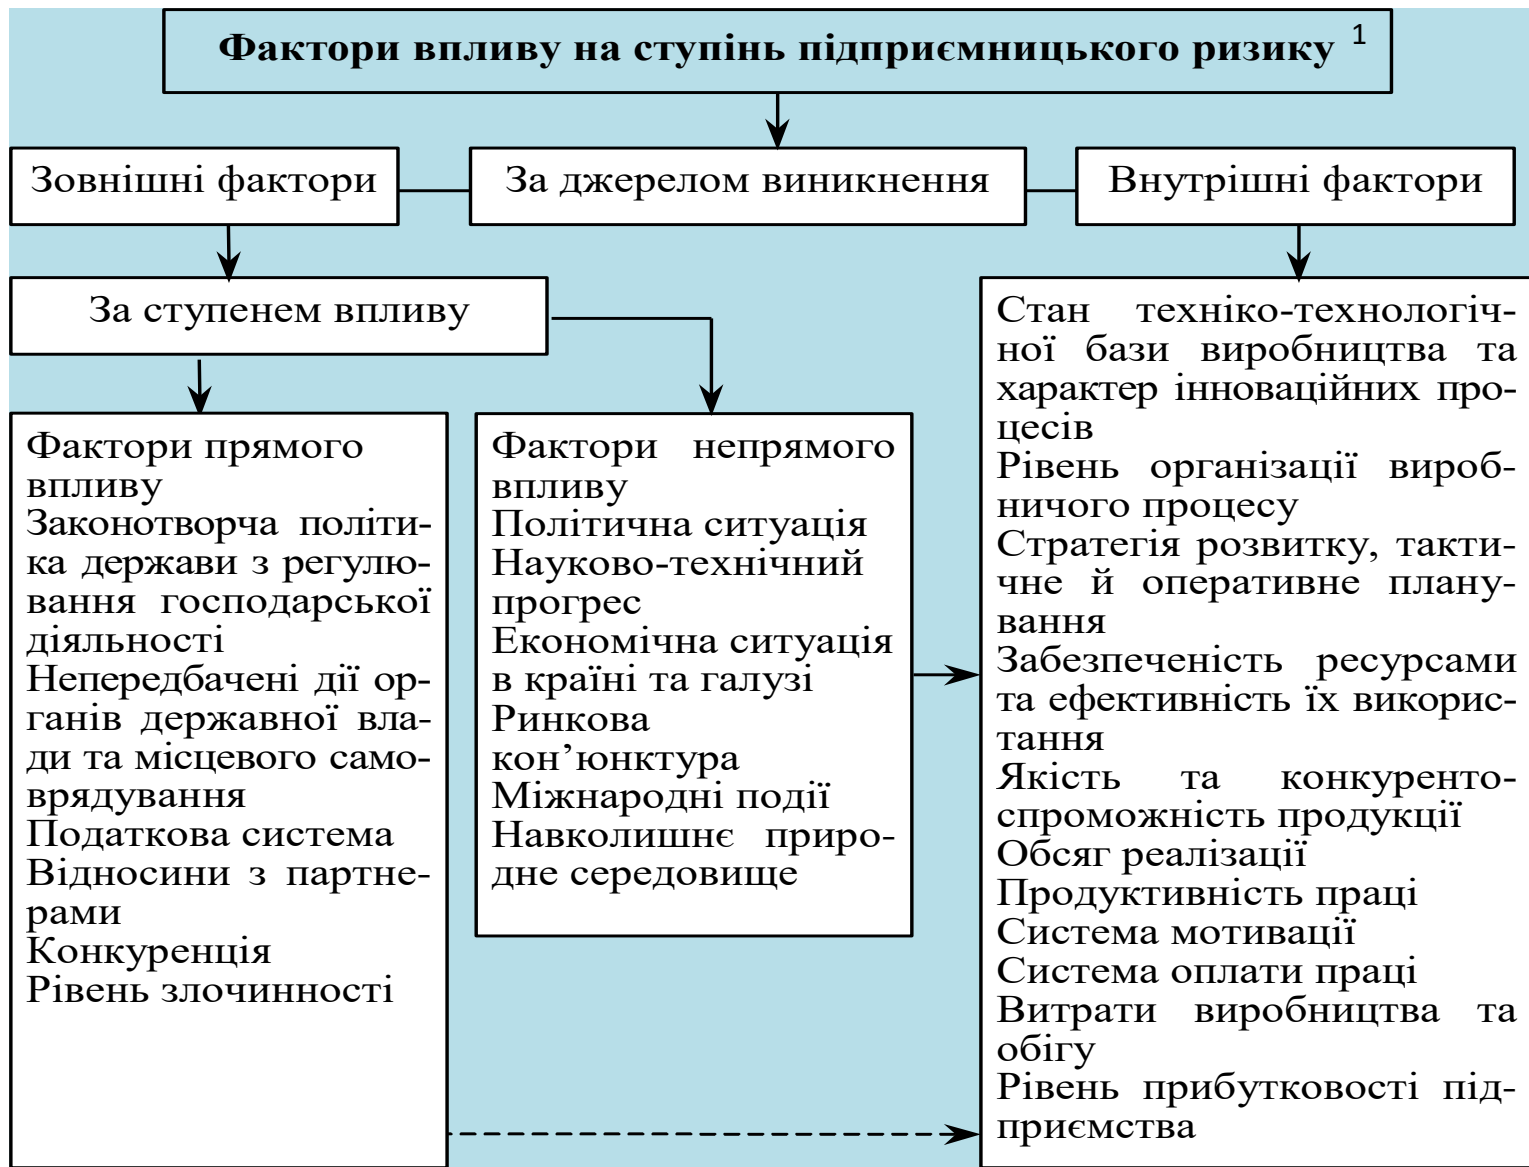 Фактори впливу на ступінь підприємницького ризику 1
Зовнішні фактори
За джерелом виникнення
Внутрішні фактори
За ступенем впливу
Фактори прямого
впливу
Законотворча політи-
ка держави з регулю-
вання господарської
діяльності
Непередбачені дії ор-
ганів державної вла-
ди та місцевого само-
врядування
Податкова система
Відносини з партне-
рами
Конкуренція
Рівень злочинності
Фактори непрямого
впливу
Політична ситуація
Науково-технічний
прогрес
Економічна ситуація
в країні та галузі
Ринкова
кон’юнктура
Міжнародні події
Навколишнє приро-
дне середовище
Стан техніко-технологіч-
ної бази виробництва та
характер інноваційних про-
цесів
Рівень організації вироб-
ничого процесу
Стратегія розвитку, такти-
чне й оперативне плану-
вання
Забезпеченість ресурсами
та ефективність їх викорис-
тання
Якість та конкуренто-
спроможність продукції
Обсяг реалізації
Продуктивність праці
Система мотивації
Система оплати праці
Витрати виробництва та
обігу
Рівень прибутковості під-
приємства